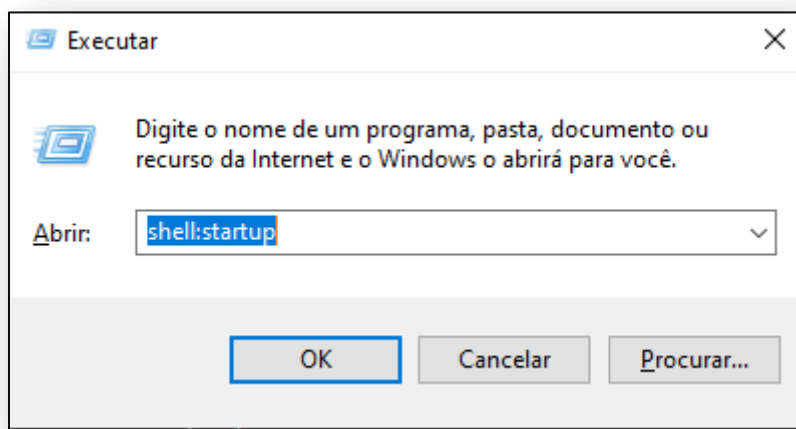 Executar
Digite o nome de um programa, pasta, documento ou
recurso da Internet e o Windows o abrirá para você.
Abrir:
shell:startup
OK
Cancelar
Procurar...